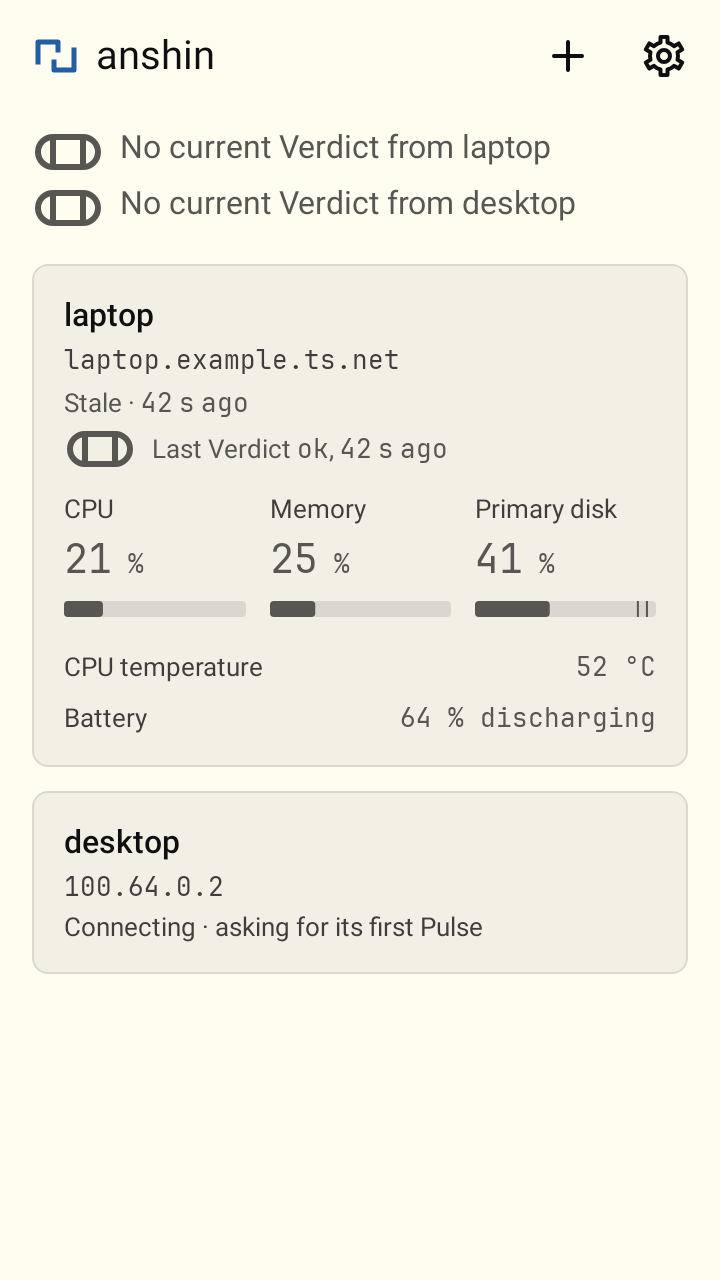 anshin
No current Verdict from laptop
No current Verdict from desktop
laptop
laptop.example.ts.net
Stale · 42 s ago
Last Verdict ok, 42 s ago
CPU Memory Primary disk
21 % 25 % 41 %
CPU temperature 52 °C
Battery 64 % discharging
desktop
100.64.0.2
Connecting · asking for its first Pulse